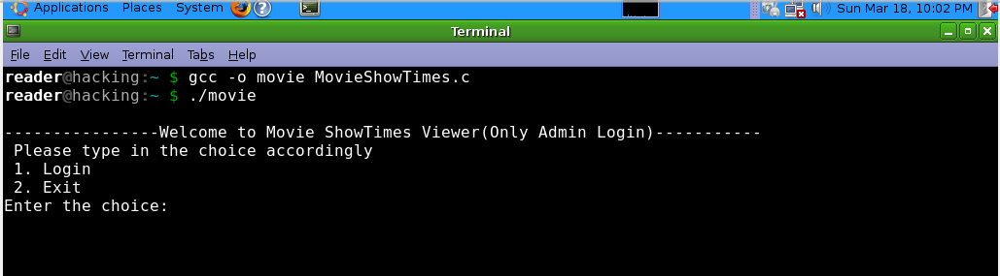 Applications Places System Sun Mar 18, 10:02 PM
Terminal
File Edit View Terminal Tabs Help
reader@hacking:~ $ gcc -o movie MovieShowTimes.c
reader@hacking:~ $ ./movie
----------------Welcome to Movie ShowTimes Viewer(Only Admin Login)-----------
Please type in the choice accordingly
1. Login
2. Exit
Enter the choice: